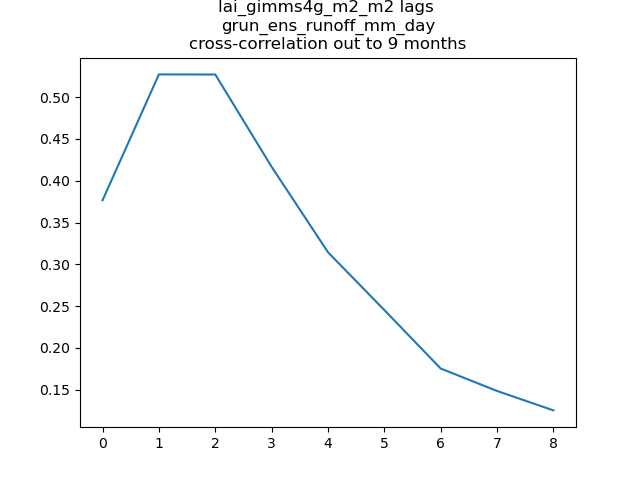 lai_gimms4g_m2_m2 lags
grun_ens_runoff_mm_day
cross-correlation out to 9 months
0.50
0.45
0.40
0.35
0.30
0.25
0.20
0.15
0 1 2 3 4 5 6 7 8